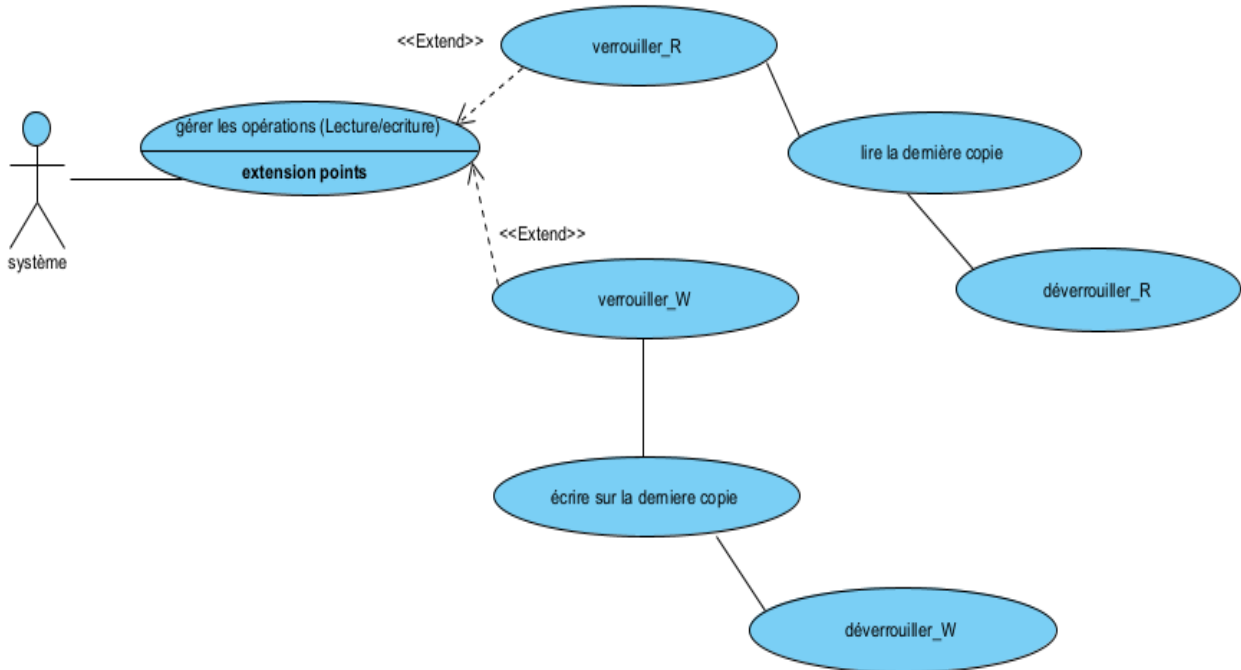 <<Extend>>
verrouiller_R
gérer les opérations (Lecture/ecriture)
extension points
lire la dernière copie
système
<<Extend>>
verrouiller_W
déverrouiller_R
écrire sur la derniere copie
déverrouiller_W